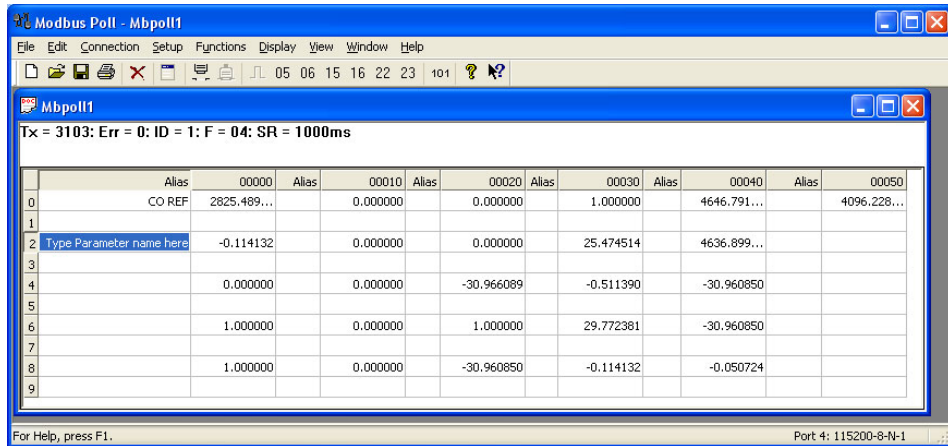 Modbus Poll - Mbpoll1
File Edit Connection Setup Functions Display View Window Help
05 06 15 16 22 23 101
Mbpoll1
Tx = 3103: Err = 0: ID = 1: F = 04: SR = 1000ms
Alias 00000 Alias 00010 Alias 00020 Alias 00030 Alias 00040 Alias 00050
0 CO REF 2825.489... 0.000000 0.000000 1.000000 4646.791... 4096.228...
1
2 Type Parameter name here -0.114132 0.000000 0.000000 25.474514 4636.899...
3
4 0.000000 0.000000 -30.966089 -0.511390 -30.960850
5
6 1.000000 0.000000 1.000000 29.772381 -30.960850
7
8 1.000000 0.000000 -30.960850 -0.114132 -0.050724
9
For Help, press F1. Port 4: 115200-8-N-1